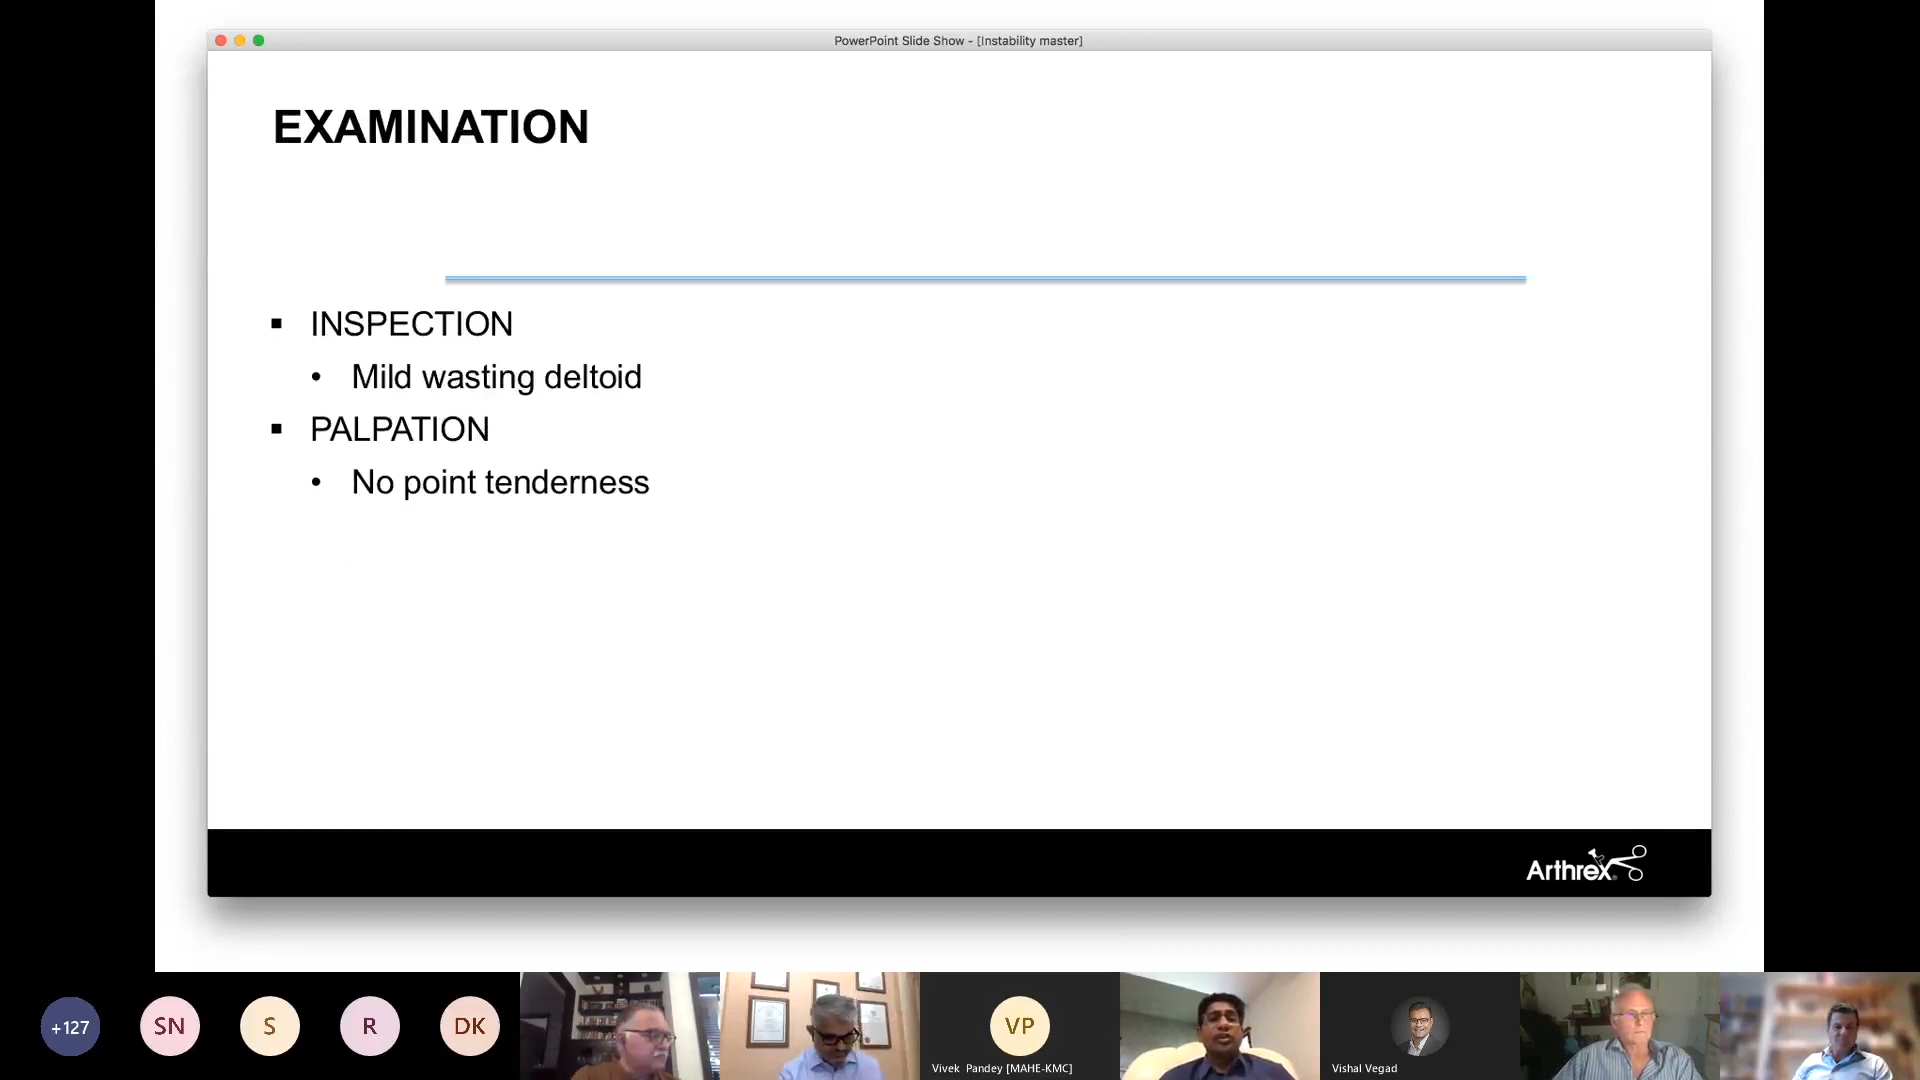 PowerPoint Slide Show - [Instability master]
EXAMINATION
INSPECTION
Mild wasting deltoid
PALPATION
No point tenderness
Arthrex
+127
SN
S
R
DK
VP
Vivek Pandey [MAHE-KMC]
Vishal Vegad